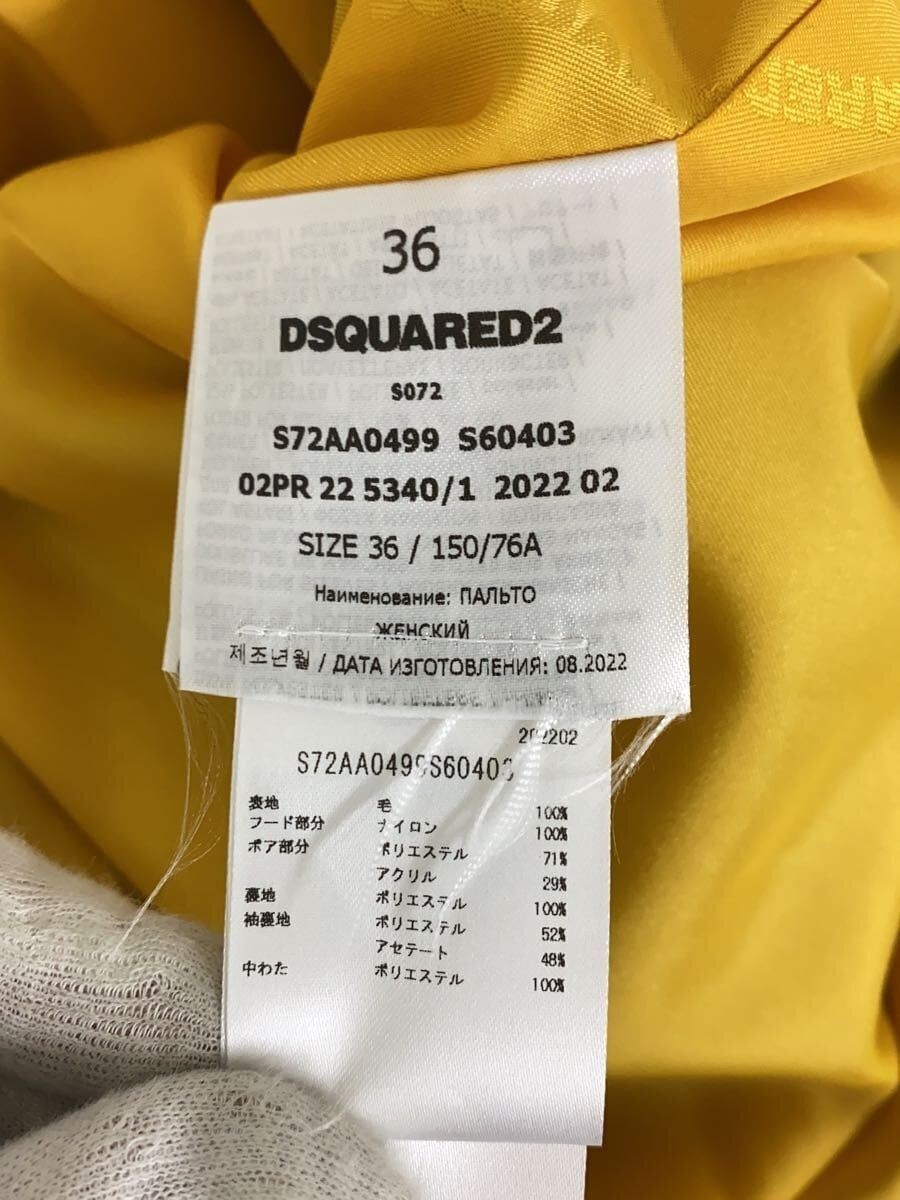 36
DSQUARED2
S072
S72AA0499 S60403
02PR 22 5340/1 2022 02
SIZE 36 / 150/76A
Наименование: ПАЛЬТО
ЖЕНСКИЙ
제조년월 / ДАТА ИЗГОТОВЛЕНИЯ: 08.2022
202202
S72AA0499S60403
表地 毛 100%
フード部分 ナイロン 100%
ボア部分 ポリエステル 71%
アクリル 29%
裏地 ポリエステル 100%
袖裏地 ポリエステル 52%
アセテート 48%
中わた ポリエステル 100%